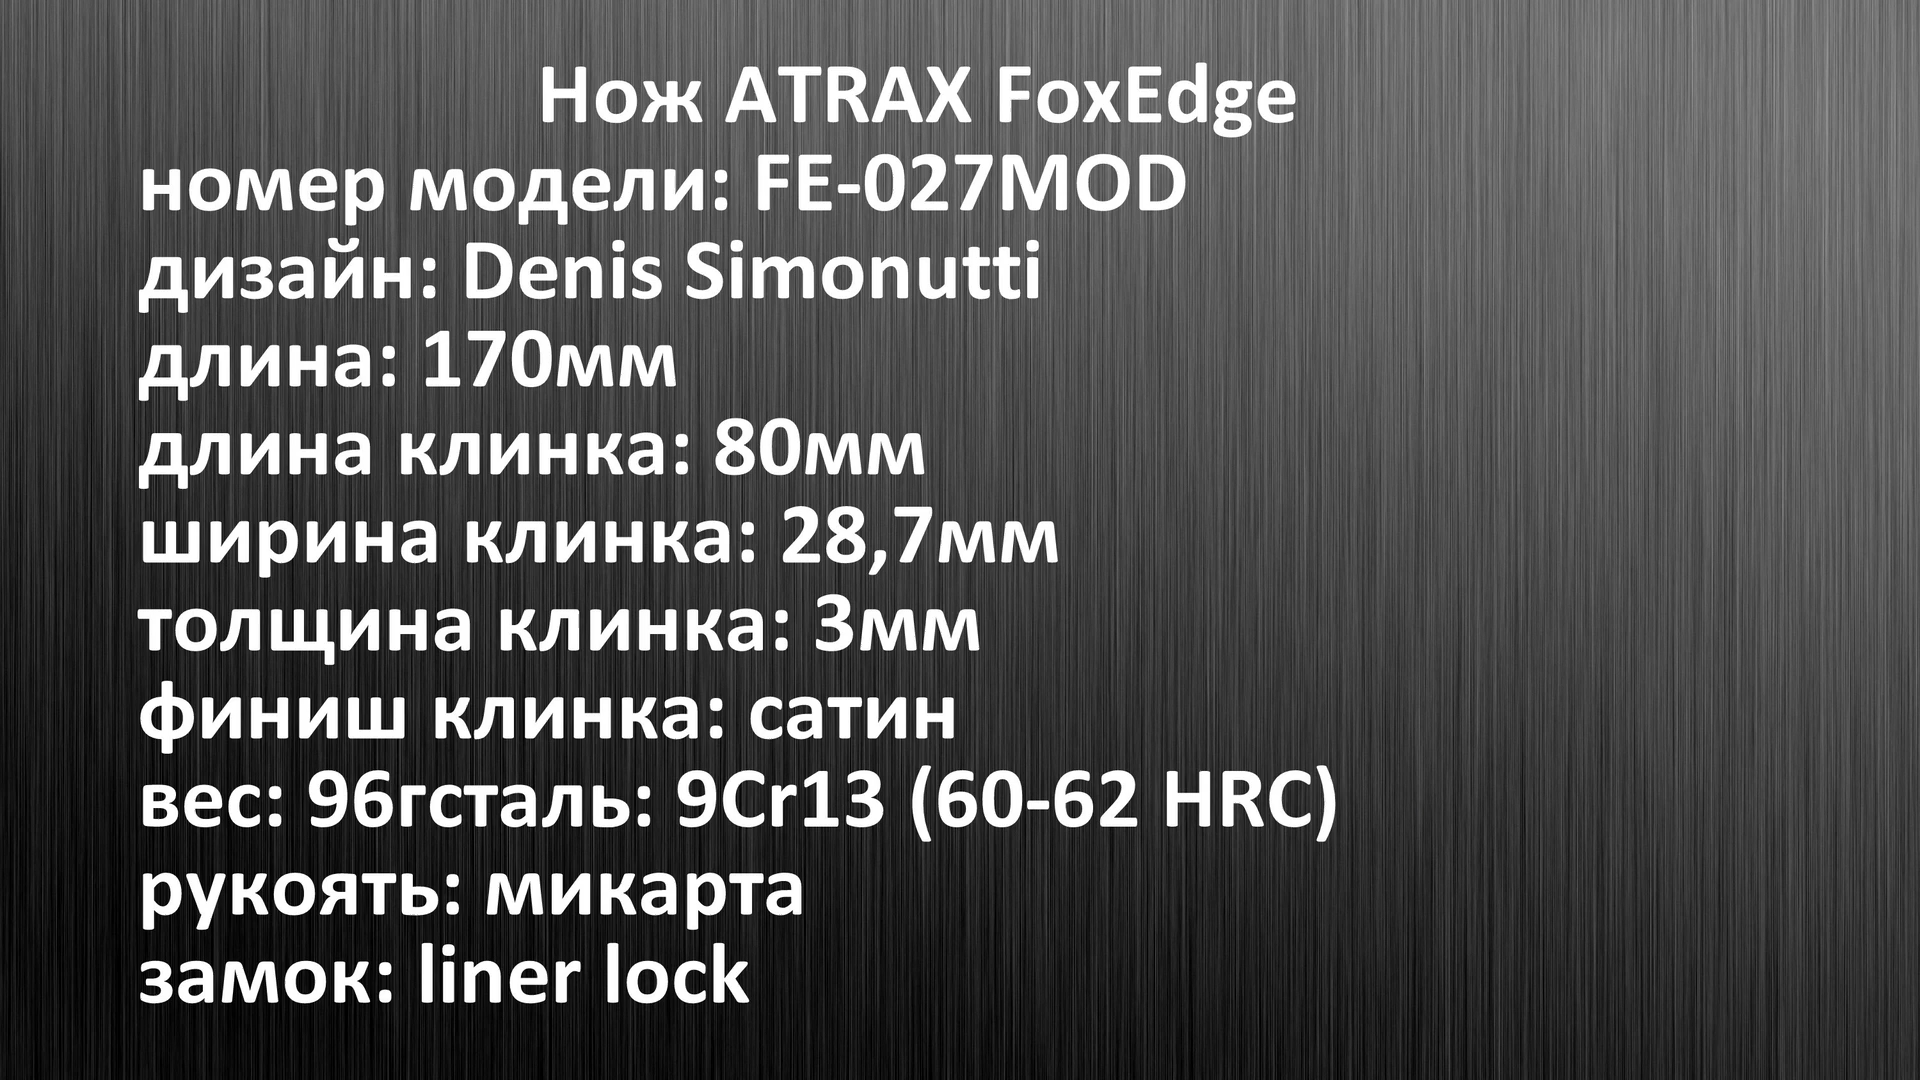 Нож ATRAX FoxEdge
номер модели: FE-027MOD
дизайн: Denis Simonutti
длина: 170мм
длина клинка: 80мм
ширина клинка: 28,7мм
толщина клинка: 3мм
финиш клинка: сатин
вес: 96гсталь: 9Cr13 (60-62 HRC)
рукоять: микарта
замок: liner lock